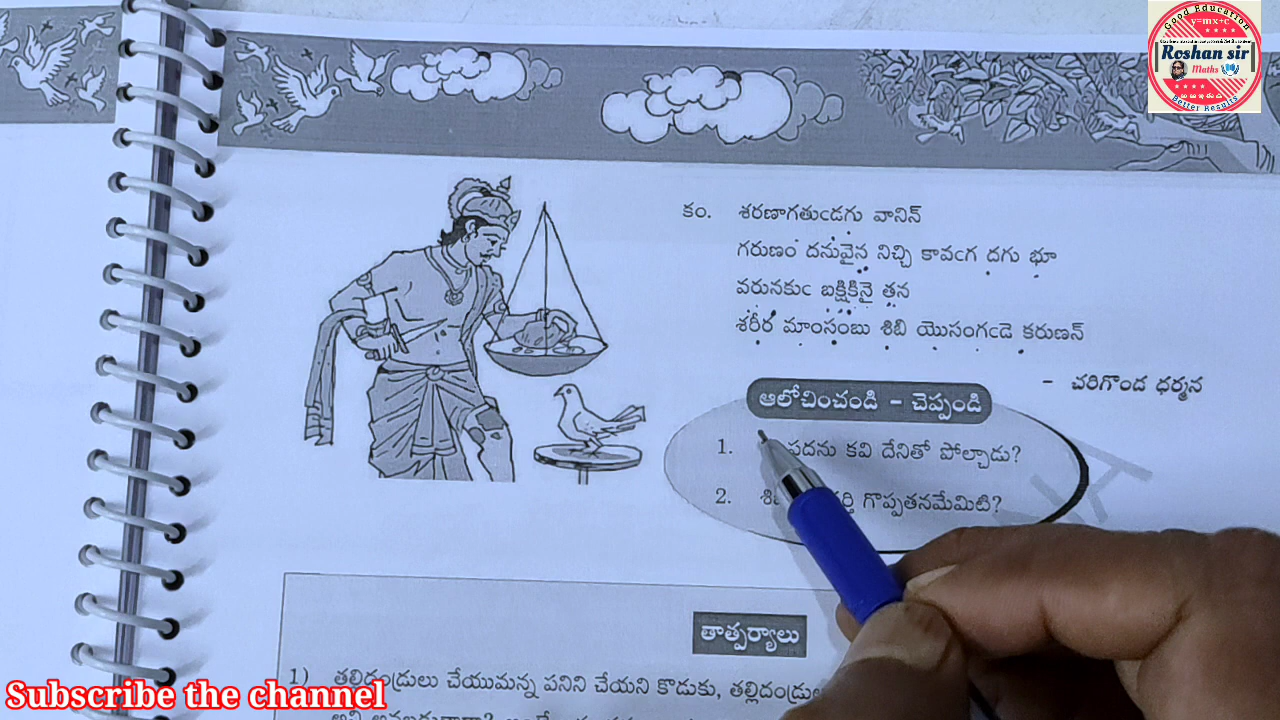 Good Education
y=mx+c
Roshan sir
Maths
Better Results
కం. శరణాగతుఁడగు వానిన్
గరుణం దనువైన నిచ్చి కావఁగ దగు భూ
వరునకుఁ బక్షికినై తన
శరీర మాంసంబు శిబి యొసంగఁడె కరుణన్
- చరిగొండ ధర్మన
ఆలోచించండి - చెప్పండి
1. పదను కవి దేనితో పోల్చాడు?
2. గొప్పతనమేమిటి?
తాత్పర్యాలు
1) తల్లిదండ్రులు చేయుమన్న పనిని చేయని కొడుకు, తల్లిదండ్రుల
Subscribe the channel